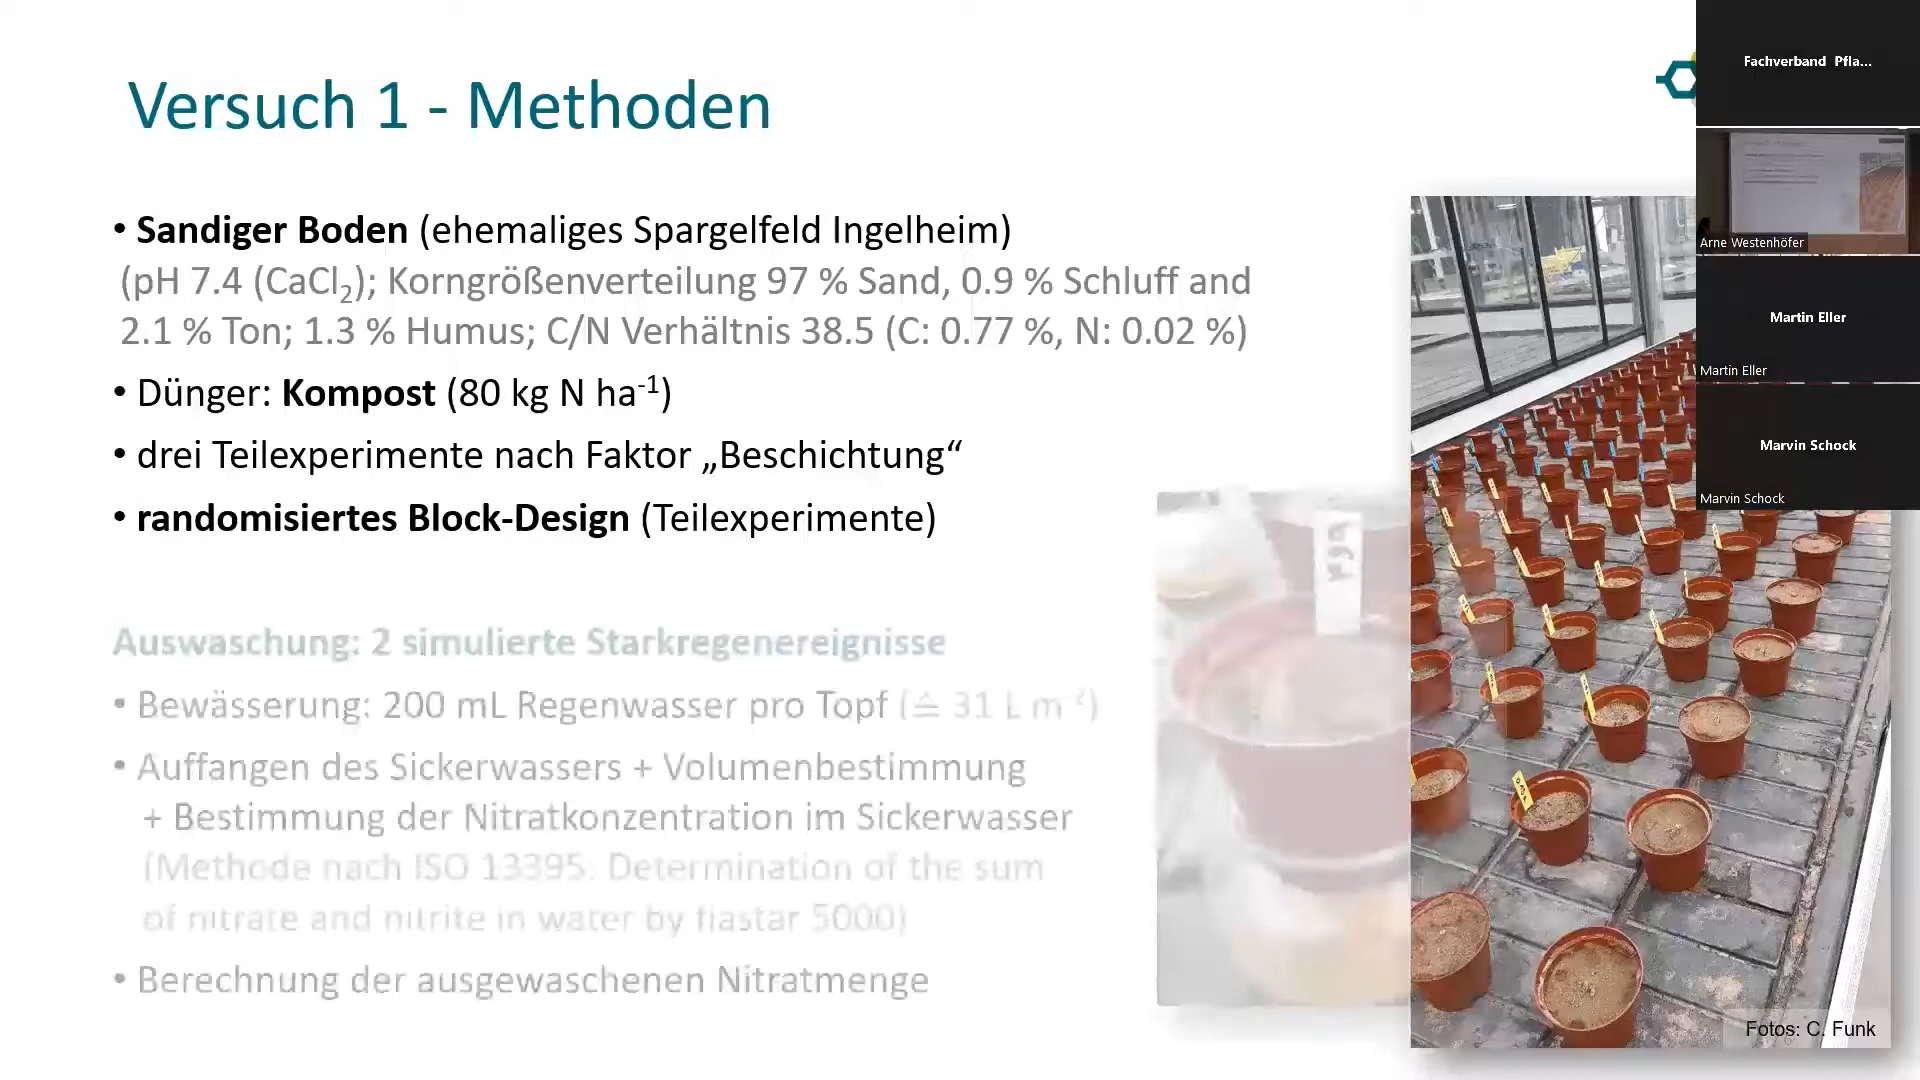 Versuch 1 - Methoden
• Sandiger Boden (ehemaliges Spargelfeld Ingelheim)
(pH 7.4 (CaCl₂); Korngrößenverteilung 97 % Sand, 0.9 % Schluff and
2.1 % Ton; 1.3 % Humus; C/N Verhältnis 38.5 (C: 0.77 %, N: 0.02 %)
• Dünger: Kompost (80 kg N ha⁻¹)
• drei Teilexperimente nach Faktor „Beschichtung“
• randomisiertes Block-Design (Teilexperimente)
Auswaschung: 2 simulierte Starkregenereignisse
• Bewässerung: 200 mL Regenwasser pro Topf (≙ 31 L m⁻²)
• Auffangen des Sickerwassers + Volumenbestimmung
+ Bestimmung der Nitratkonzentration im Sickerwasser
(Methode nach ISO 13395: Determination of the sum
of nitrate and nitrite in water by fiastar 5000)
• Berechnung der ausgewaschenen Nitratmenge
Fachverband Pfla...
Arne Westenhöfer
Martin Eller
Martin Eller
Marvin Schock
Marvin Schock
Fotos: C. Funk